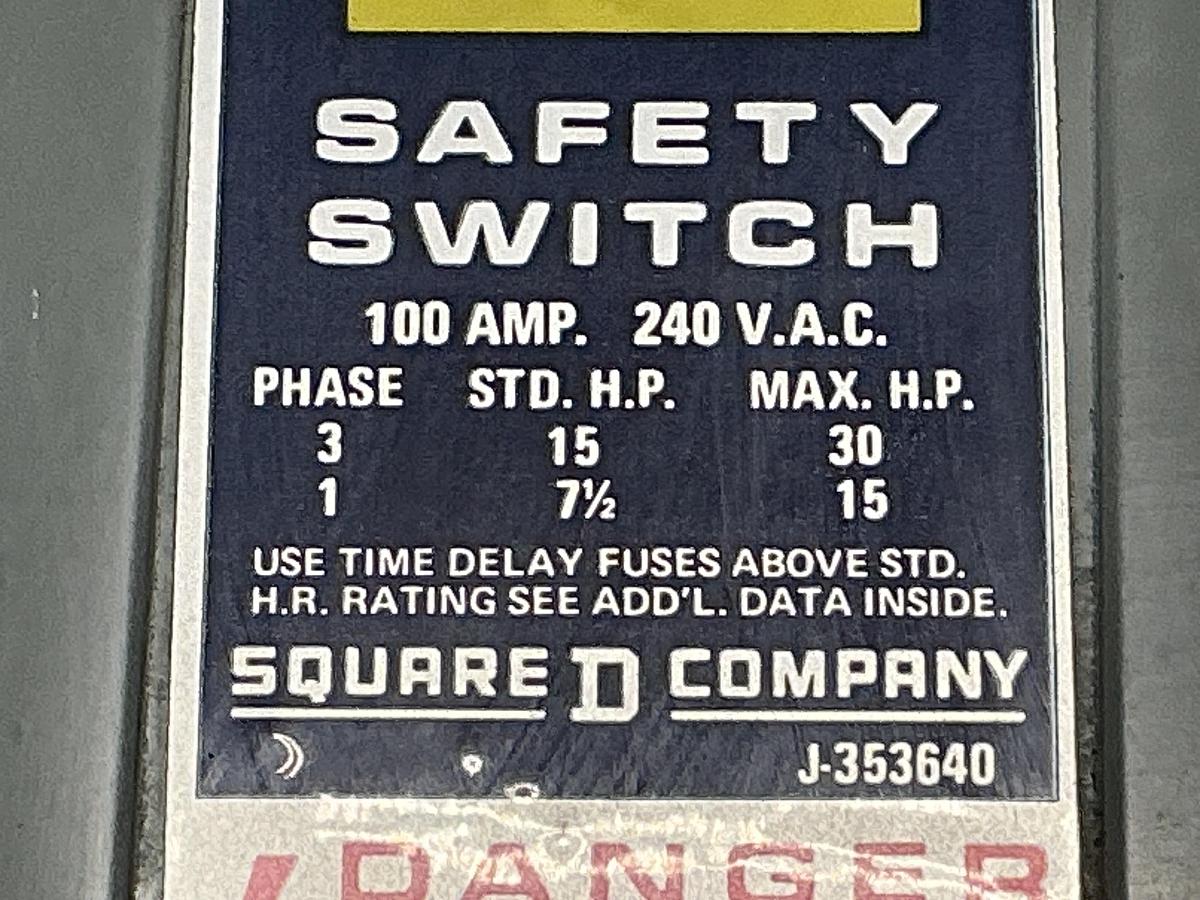 SAFETY
SWITCH
100 AMP. 240 V.A.C.
PHASE STD. H.P. MAX. H.P.
3 15 30
1 7½ 15
USE TIME DELAY FUSES ABOVE STD.
H.R. RATING SEE ADD'L. DATA INSIDE.
SQUARE D COMPANY
J-353640
DANGER